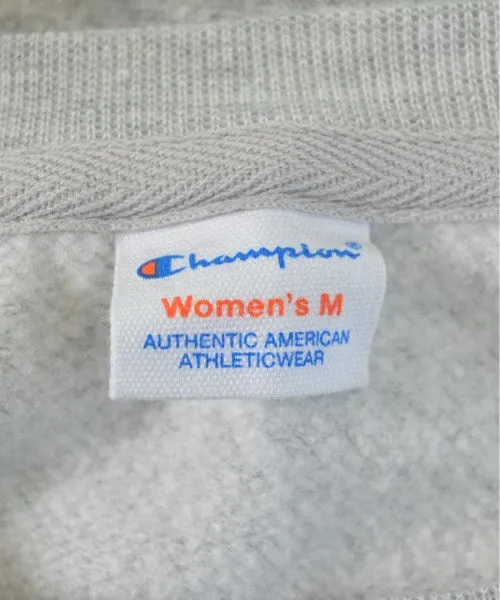 Champion®
Women's M
AUTHENTIC AMERICAN
ATHLETICWEAR